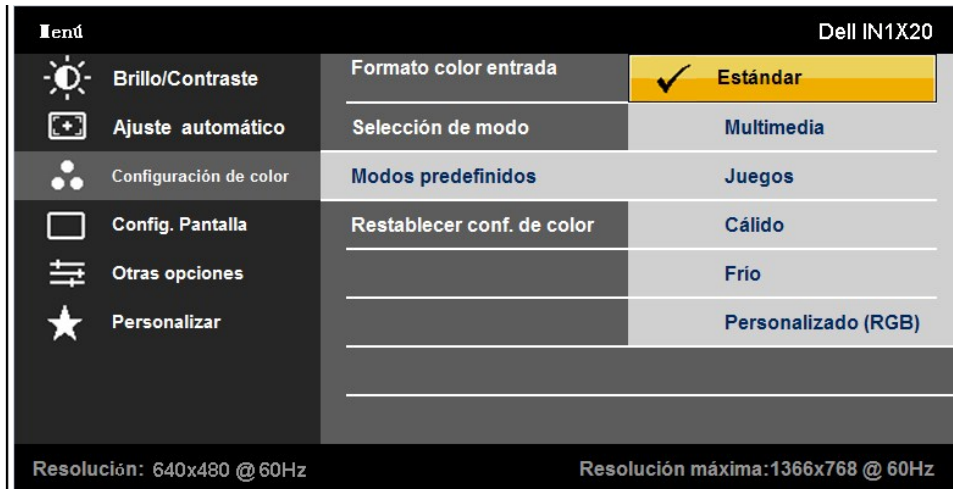 Menú
Dell IN1X20
Brillo/Contraste
Formato color entrada
Estándar
Ajuste automático
Selección de modo
Multimedia
Configuración de color
Modos predefinidos
Juegos
Config. Pantalla
Restablecer conf. de color
Cálido
Otras opciones
Frío
Personalizar
Personalizado (RGB)
Resolución: 640x480 @ 60Hz
Resolución máxima:1366x768 @ 60Hz